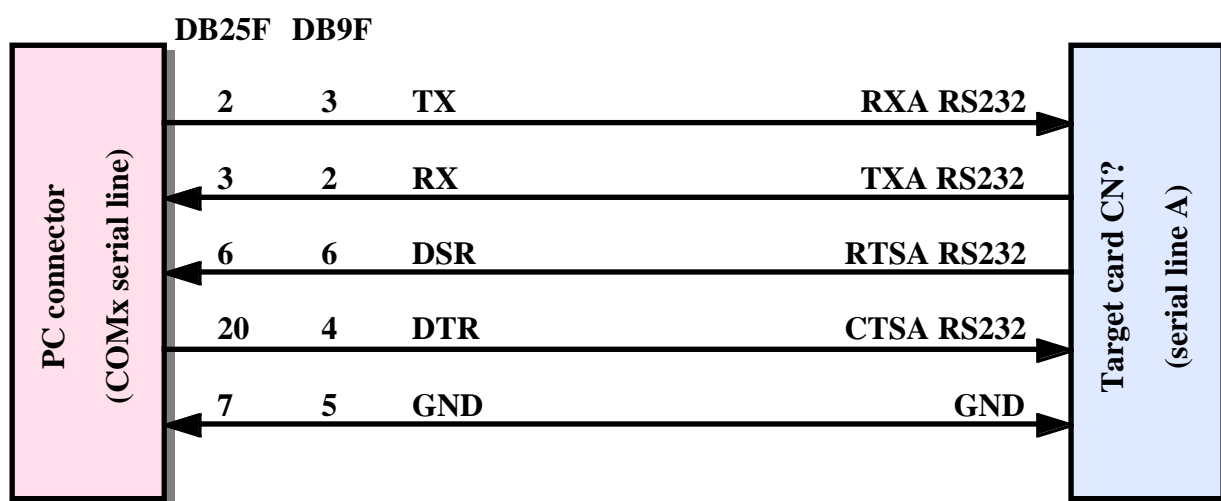 DB25F DB9F
2 3 TX RXA RS232
3 2 RX TXA RS232
6 6 DSR RTSA RS232
20 4 DTR CTSA RS232
7 5 GND GND
PC connector
(COMx serial line)
Target card CN?
(serial line A)